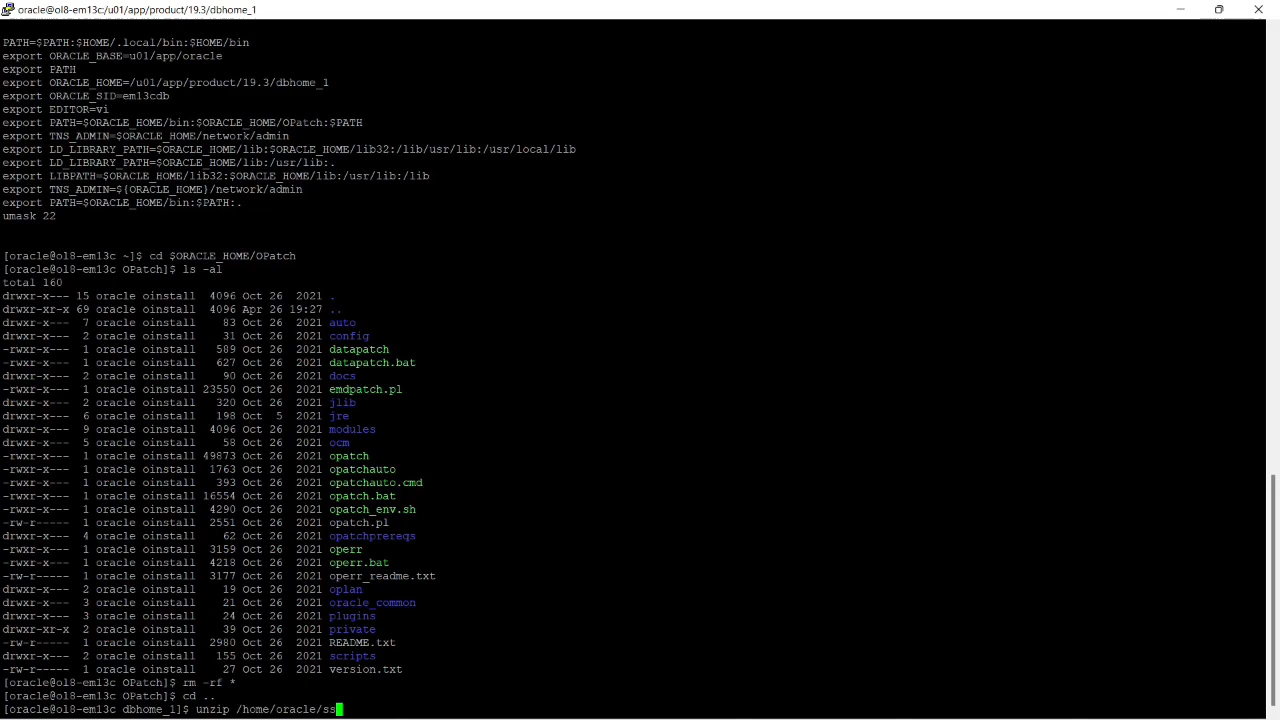 oracle@ol8-em13c:/u01/app/product/19.3/dbhome_1
PATH=$PATH:$HOME/.local/bin:$HOME/bin
export ORACLE_BASE=u01/app/oracle
export PATH
export ORACLE_HOME=/u01/app/product/19.3/dbhome_1
export ORACLE_SID=em13cdb
export EDITOR=vi
export PATH=$ORACLE_HOME/bin:$ORACLE_HOME/OPatch:$PATH
export TNS_ADMIN=$ORACLE_HOME/network/admin
export LD_LIBRARY_PATH=$ORACLE_HOME/lib:$ORACLE_HOME/lib32:/lib/usr/lib:/usr/local/lib
export LD_LIBRARY_PATH=$ORACLE_HOME/lib:/usr/lib:.
export LIBPATH=$ORACLE_HOME/lib32:$ORACLE_HOME/lib:/usr/lib:/lib
export TNS_ADMIN=${ORACLE_HOME}/network/admin
export PATH=$ORACLE_HOME/bin:$PATH:.
umask 22
[oracle@ol8-em13c ~]$ cd $ORACLE_HOME/OPatch
[oracle@ol8-em13c OPatch]$ ls -al
total 160
drwxr-x--- 15 oracle oinstall  4096 Oct 26  2021 .
drwxr-xr-x 69 oracle oinstall  4096 Apr 26 19:27 ..
drwxr-x---  7 oracle oinstall    83 Oct 26  2021 auto
drwxr-x---  2 oracle oinstall    31 Oct 26  2021 config
-rwxr-x---  1 oracle oinstall   589 Oct 26  2021 datapatch
-rwxr-x---  1 oracle oinstall   627 Oct 26  2021 datapatch.bat
drwxr-x---  2 oracle oinstall    90 Oct 26  2021 docs
-rwxr-x---  1 oracle oinstall 23550 Oct 26  2021 emdpatch.pl
drwxr-x---  2 oracle oinstall   320 Oct 26  2021 jlib
drwxr-x---  6 oracle oinstall   198 Oct  5  2021 jre
drwxr-x---  9 oracle oinstall  4096 Oct 26  2021 modules
drwxr-x---  5 oracle oinstall    58 Oct 26  2021 ocm
-rwxr-x---  1 oracle oinstall 49873 Oct 26  2021 opatch
-rwxr-x---  1 oracle oinstall  1763 Oct 26  2021 opatchauto
-rwxr-x---  1 oracle oinstall   393 Oct 26  2021 opatchauto.cmd
-rwxr-x---  1 oracle oinstall 16554 Oct 26  2021 opatch.bat
-rwxr-x---  1 oracle oinstall  4290 Oct 26  2021 opatch_env.sh
-rw-r-----  1 oracle oinstall  2551 Oct 26  2021 opatch.pl
drwxr-x---  4 oracle oinstall    62 Oct 26  2021 opatchprereqs
-rwxr-x---  1 oracle oinstall  3159 Oct 26  2021 operr
-rwxr-x---  1 oracle oinstall  4218 Oct 26  2021 operr.bat
-rw-r-----  1 oracle oinstall  3177 Oct 26  2021 operr_readme.txt
drwxr-x---  2 oracle oinstall    19 Oct 26  2021 oplan
drwxr-x---  3 oracle oinstall    21 Oct 26  2021 oracle_common
drwxr-x---  3 oracle oinstall    24 Oct 26  2021 plugins
drwxr-xr-x  2 oracle oinstall    39 Oct 26  2021 private
-rw-r-----  1 oracle oinstall  2980 Oct 26  2021 README.txt
drwxr-x---  2 oracle oinstall   155 Oct 26  2021 scripts
-rw-r-----  1 oracle oinstall    27 Oct 26  2021 version.txt
[oracle@ol8-em13c OPatch]$ rm -rf *
[oracle@ol8-em13c OPatch]$ cd ..
[oracle@ol8-em13c dbhome_1]$ unzip /home/oracle/ss